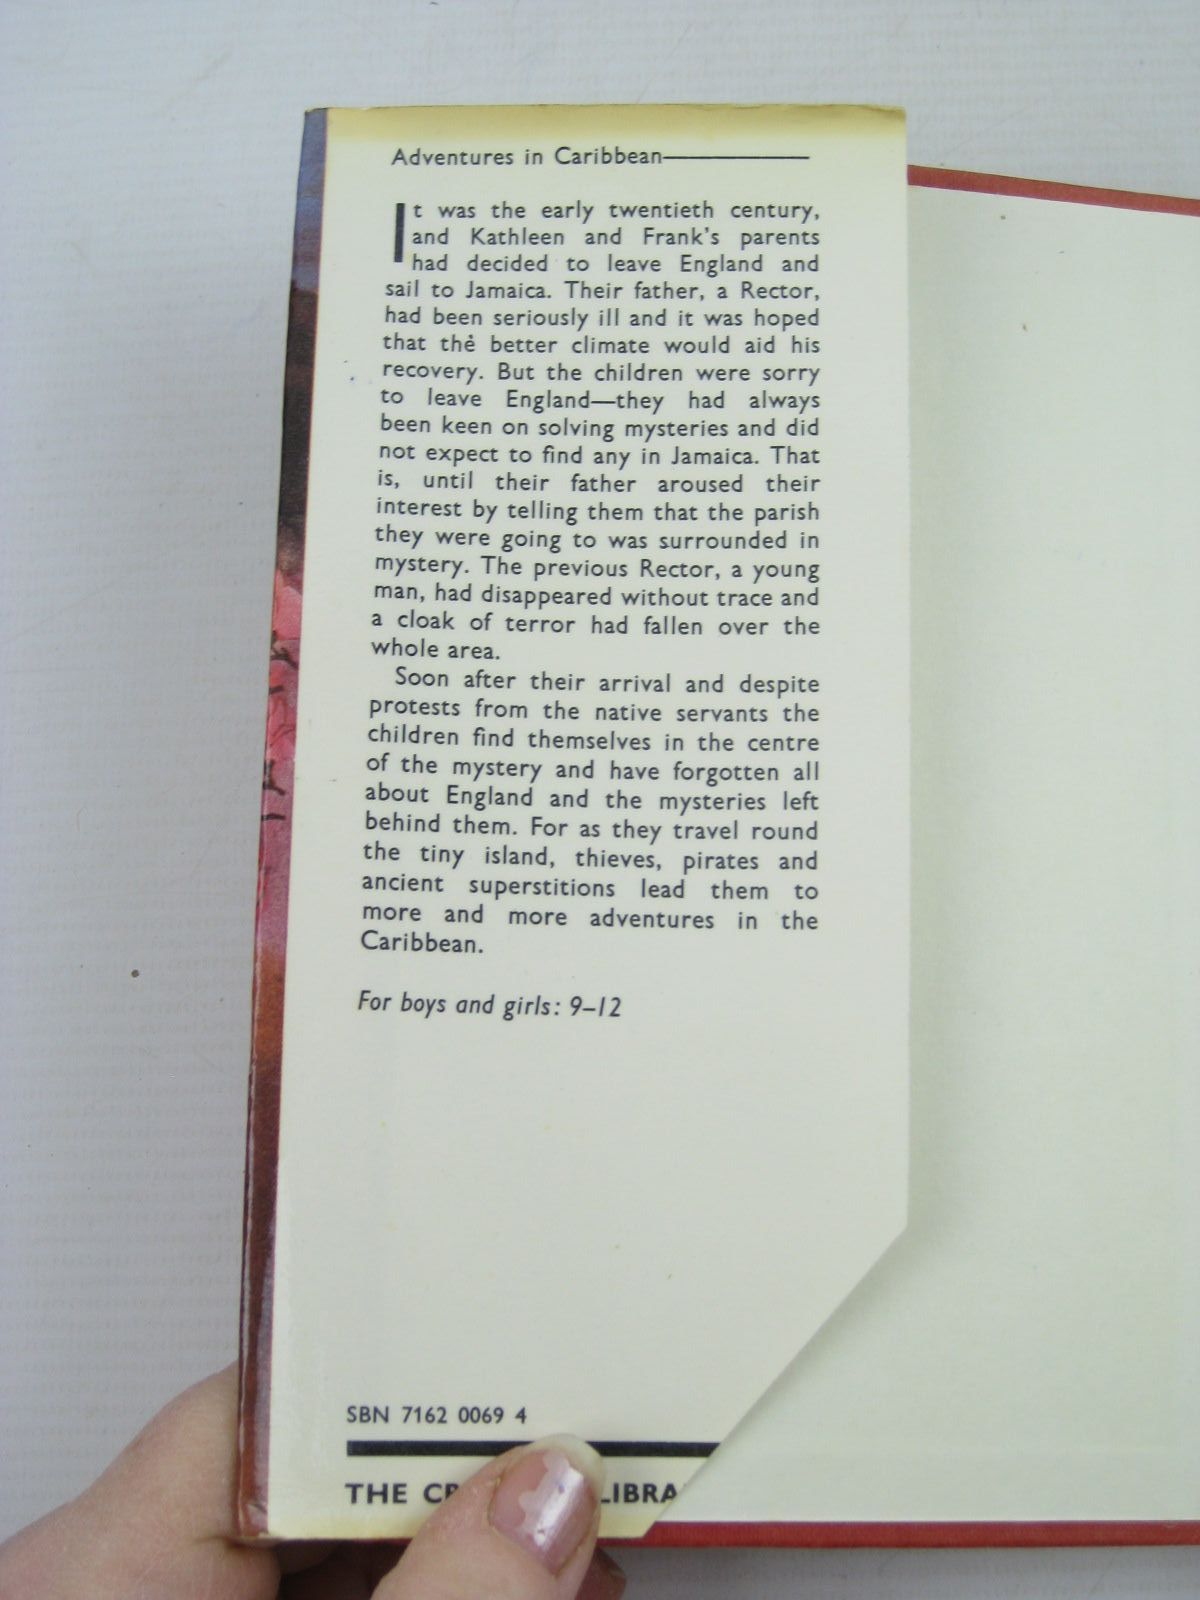 Adventures in Caribbean—
It was the early twentieth century,
and Kathleen and Frank's parents
had decided to leave England and
sail to Jamaica. Their father, a Rector,
had been seriously ill and it was hoped
that the better climate would aid his
recovery. But the children were sorry
to leave England—they had always
been keen on solving mysteries and did
not expect to find any in Jamaica. That
is, until their father aroused their
interest by telling them that the parish
they were going to was surrounded in
mystery. The previous Rector, a young
man, had disappeared without trace and
a cloak of terror had fallen over the
whole area.
Soon after their arrival and despite
protests from the native servants the
children find themselves in the centre
of the mystery and have forgotten all
about England and the mysteries left
behind them. For as they travel round
the tiny island, thieves, pirates and
ancient superstitions lead them to
more and more adventures in the
Caribbean.
For boys and girls: 9–12
SBN 7162 0069 4
THE